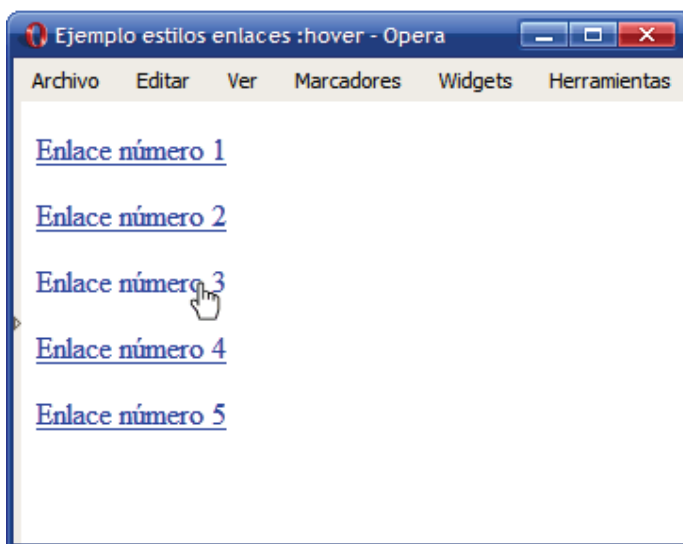 Ejemplo estilos enlaces :hover - Opera
Archivo Editar Ver Marcadores Widgets Herramientas
Enlace número 1
Enlace número 2
Enlace número 3
Enlace número 4
Enlace número 5